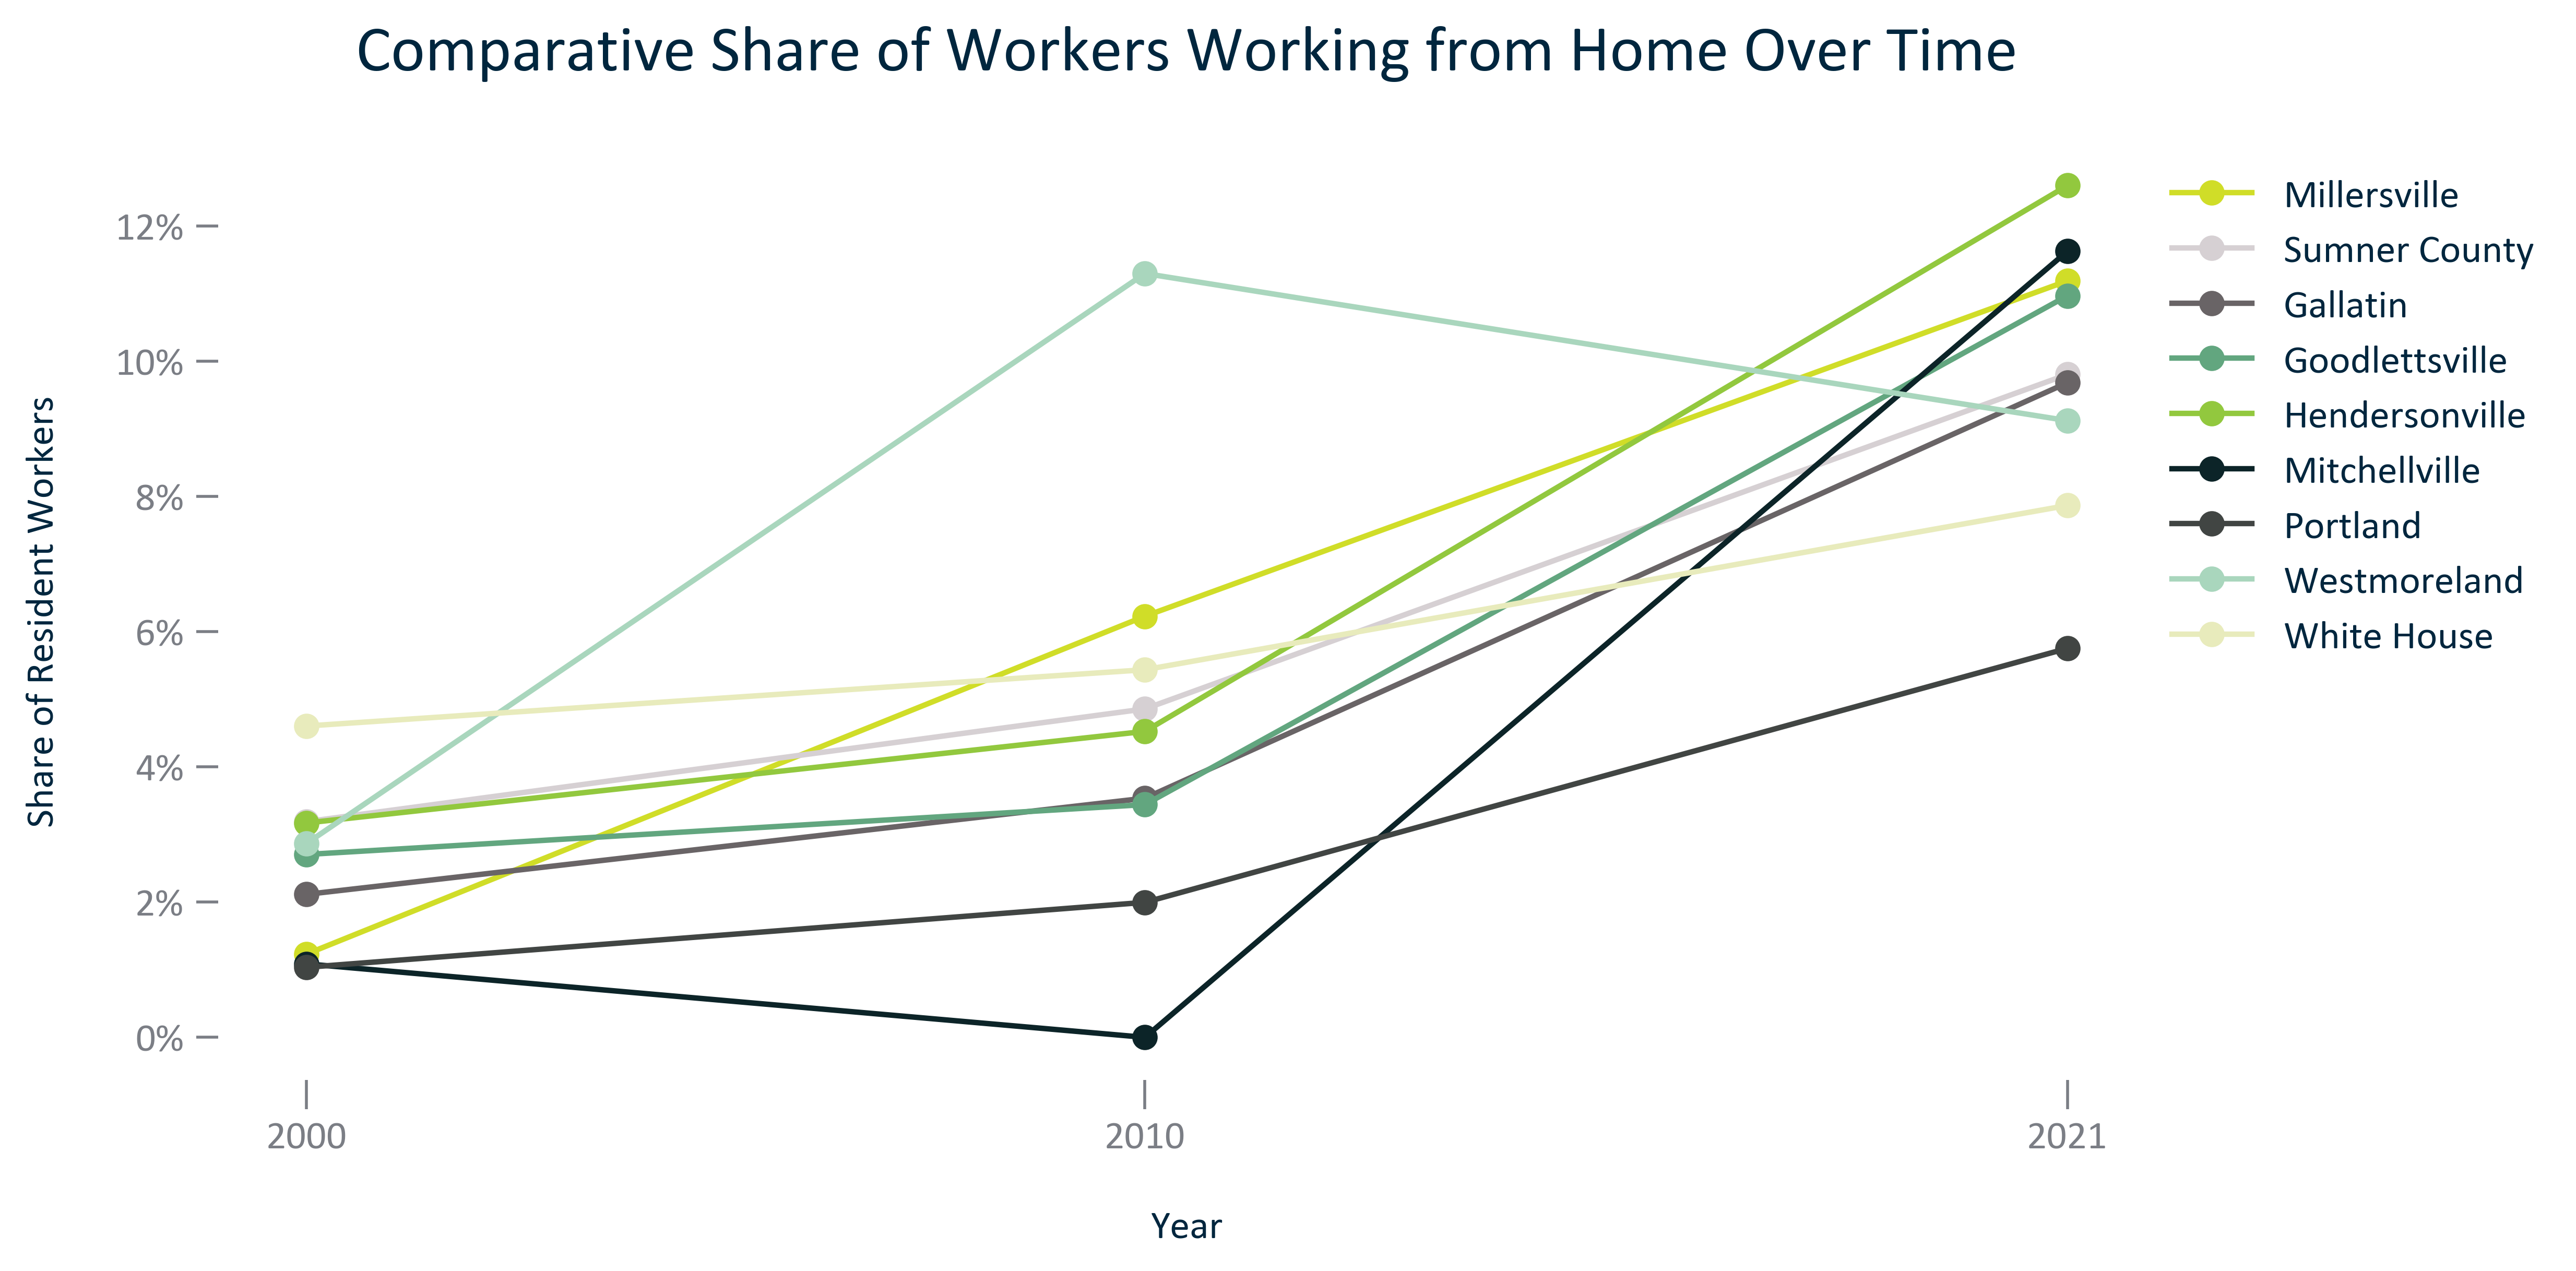 Comparative Share of Workers Working from Home Over Time
Share of Resident Workers
12%
10%
8%
6%
4%
2%
0%
2000
2010
2021
Year
Millersville
Sumner County
Gallatin
Goodlettsville
Hendersonville
Mitchellville
Portland
Westmoreland
White House